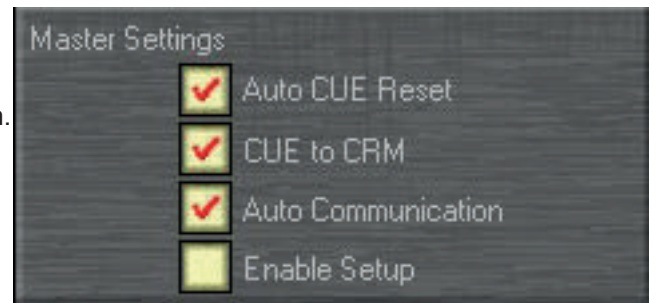 Master Settings
Auto CUE Reset
CUE to CRM
Auto Communication
Enable Setup